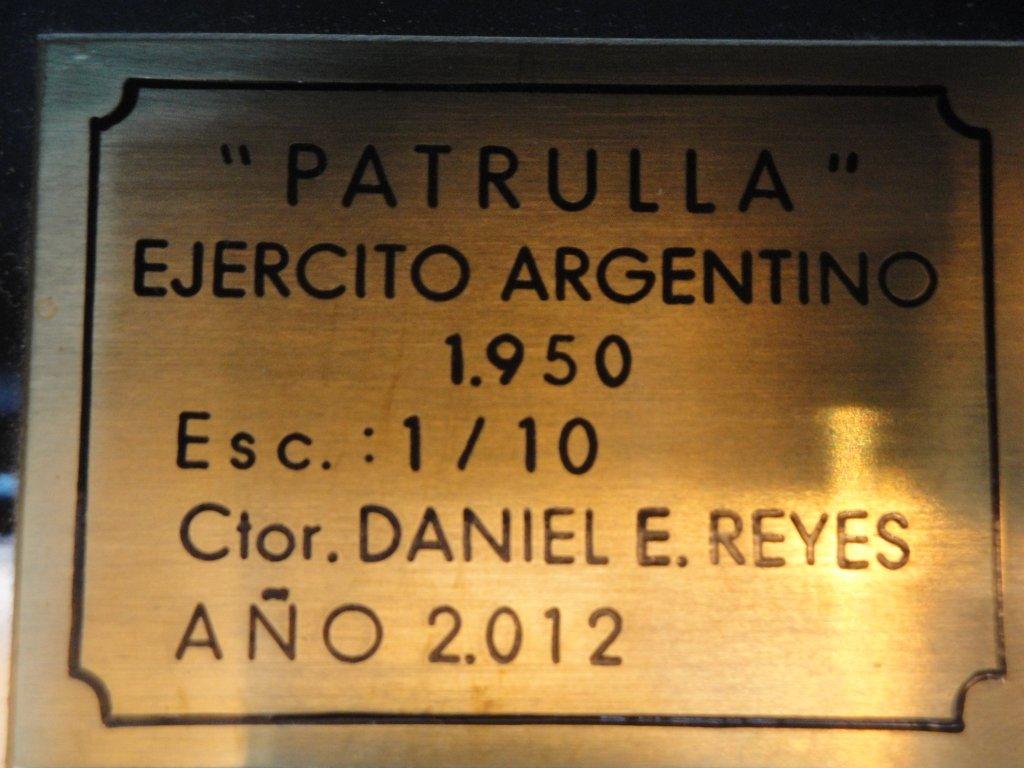 " PATRULLA "
EJERCITO ARGENTINO
1.950
Esc. : 1 / 10
Ctor. DANIEL E. REYES
AÑO 2.012